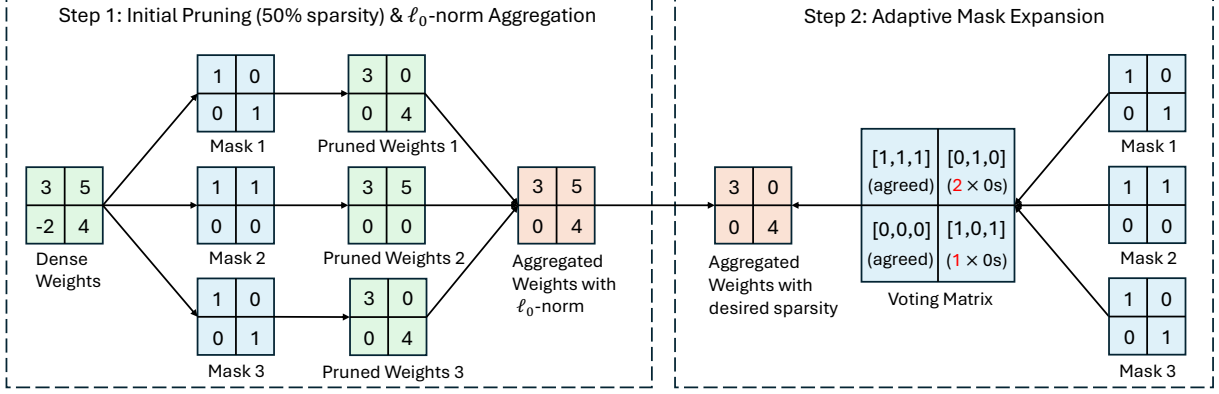 Step 1: Initial Pruning (50% sparsity) & ℓ₀-norm Aggregation
1 0
0 1
Mask 1
3 0
0 4
Pruned Weights 1
3 5
-2 4
Dense
Weights
1 1
0 0
Mask 2
3 5
0 0
Pruned Weights 2
3 5
0 4
Aggregated
Weights with
ℓ₀-norm
1 0
0 1
Mask 3
3 0
0 4
Pruned Weights 3
Step 2: Adaptive Mask Expansion
3 0
0 4
Aggregated
Weights with
desired sparsity
[1,1,1] [0,1,0]
(agreed) (2 × 0s)
[0,0,0] [1,0,1]
(agreed) (1 × 0s)
Voting Matrix
1 0
0 1
Mask 1
1 1
0 0
Mask 2
1 0
0 1
Mask 3